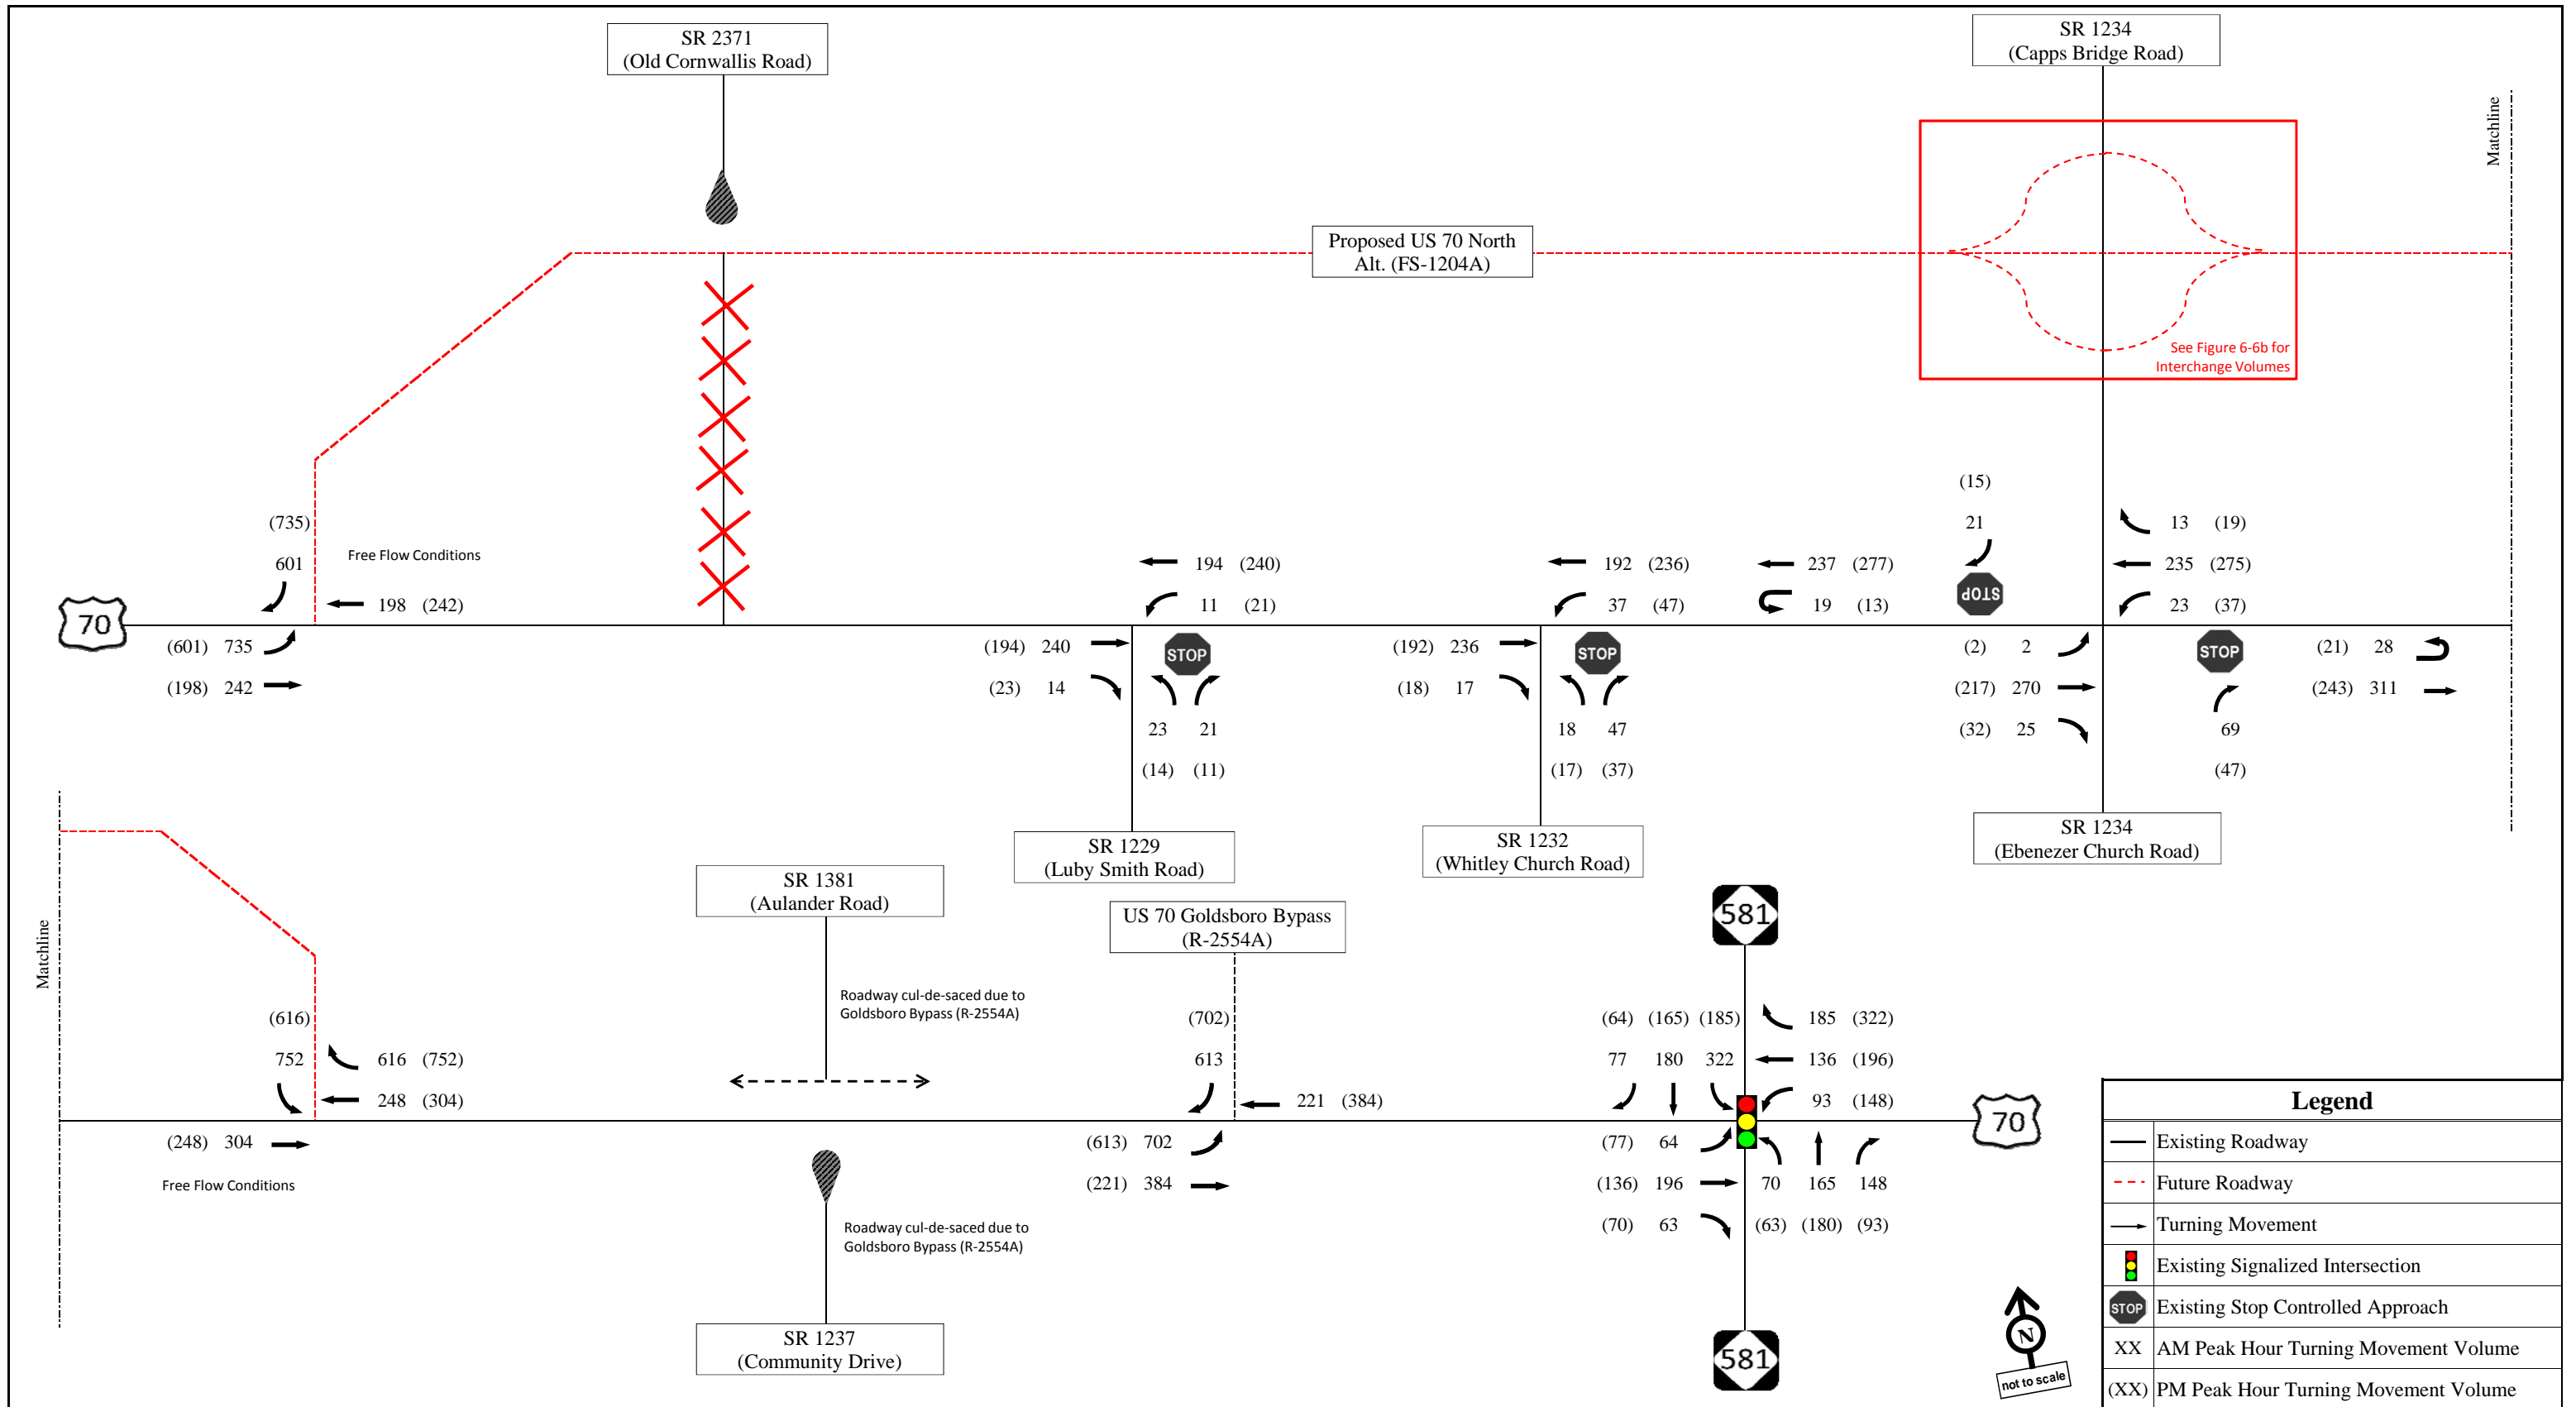 SR 2371
(Old Cornwallis Road)
SR 1234
(Capps Bridge Road)
Matchline
Proposed US 70 North
Alt. (FS-1204A)
See Figure 6-6b for
Interchange Volumes
(735)
601
Free Flow Conditions
198 (242)
70
(601) 735
(198) 242
194 (240)
11 (21)
(194) 240
(23) 14
STOP
23 21
(14) (11)
SR 1229
(Luby Smith Road)
192 (236)
37 (47)
(192) 236
(18) 17
STOP
18 47
(17) (37)
SR 1232
(Whitley Church Road)
237 (277)
19 (13)
(15)
21
STOP
13 (19)
235 (275)
23 (37)
(2) 2
(217) 270
(32) 25
STOP
69
(47)
(21) 28
(243) 311
SR 1234
(Ebenezer Church Road)
Matchline
(616)
752
616 (752)
248 (304)
(248) 304
Free Flow Conditions
SR 1381
(Aulander Road)
Roadway cul-de-saced due to
Goldsboro Bypass (R-2554A)
Roadway cul-de-saced due to
Goldsboro Bypass (R-2554A)
SR 1237
(Community Drive)
US 70 Goldsboro Bypass
(R-2554A)
(702)
613
221 (384)
(613) 702
(221) 384
581
(64) (165) (185)
77 180 322
185 (322)
136 (196)
93 (148)
(77) 64
(136) 196
(70) 63
70 165 148
(63) (180) (93)
581
70
N
not to scale
Legend
Existing Roadway
Future Roadway
Turning Movement
Existing Signalized Intersection
STOP Existing Stop Controlled Approach
XX AM Peak Hour Turning Movement Volume
(XX) PM Peak Hour Turning Movement Volume